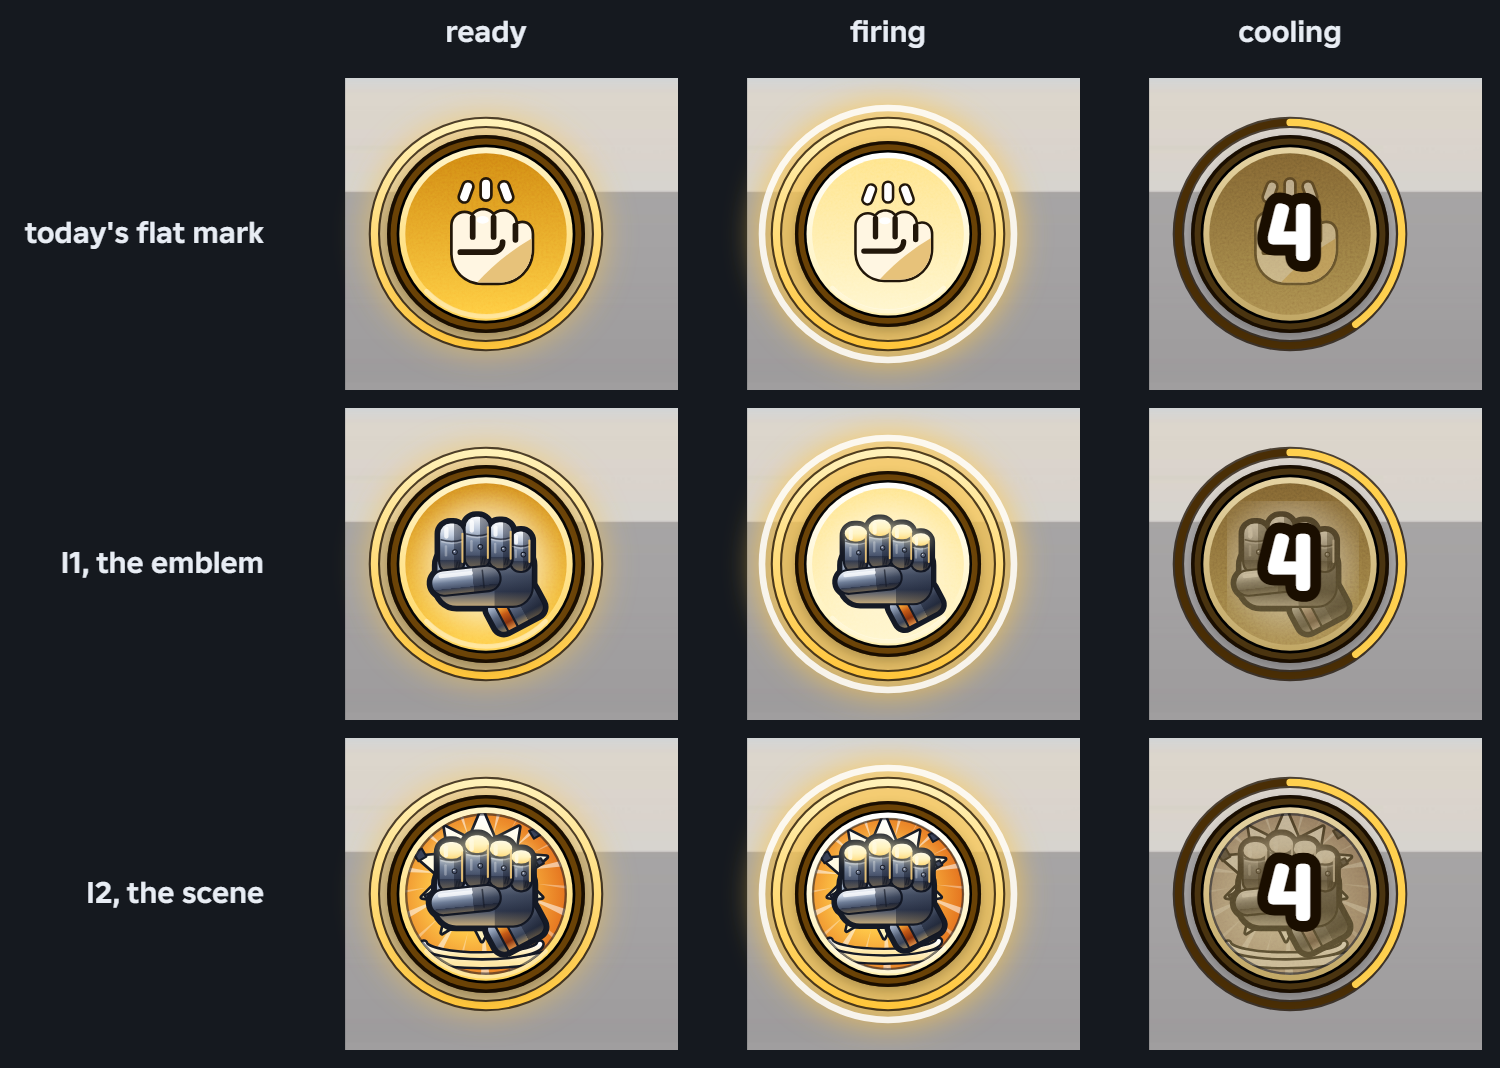 ready firing cooling
today's flat mark
4
I1, the emblem
4
I2, the scene
4